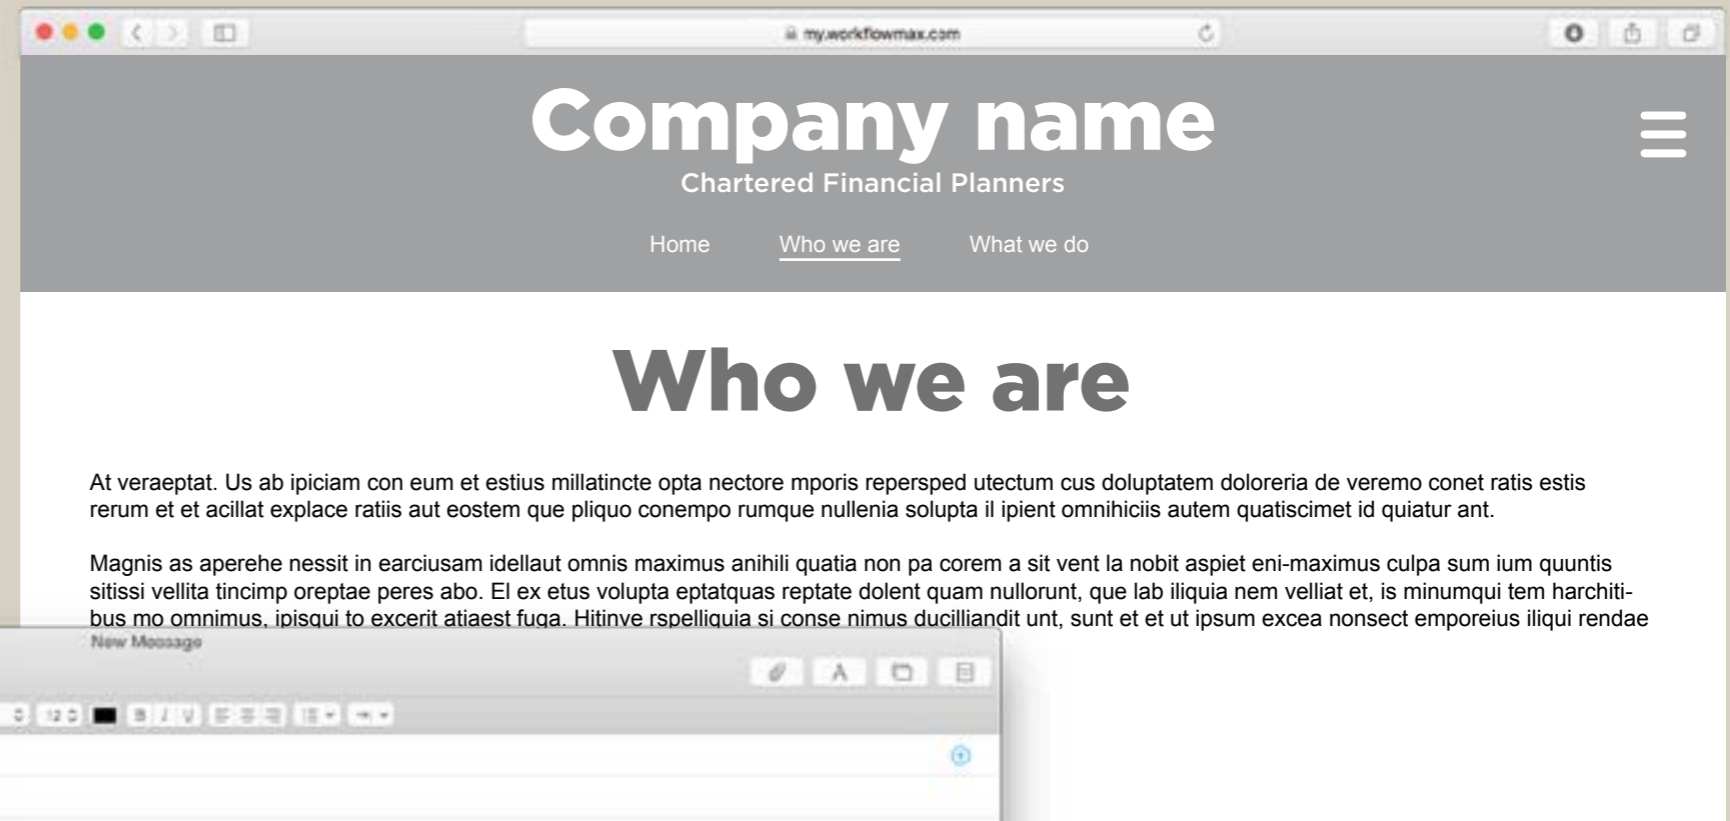 my.workflowmax.com
Company name
Chartered Financial Planners
Home Who we are What we do
Who we are
At veraeptat. Us ab ipiciam con eum et estius millatincte opta nectore mporis repersped utectum cus doluptatem doloreria de veremo conet ratis estis
rerum et et acillat explace ratiis aut eostem que pliquo conempo rumque nullenia solupta il ipient omnihiciis autem quatiscimet id quiatur ant.
Magnis as aperehe nessit in earciusam idellaut omnis maximus anihili quatia non pa corem a sit vent la nobit aspiet eni-maximus culpa sum ium quuntis
sitissi vellita tincimp oreptae peres abo. El ex etus volupta eptatquas reptate dolent quam nullorunt, que lab iliquia nem velliat et, is minumqui tem harchiti-
bus mo omnimus, ipisqui to excerit atiaest fuga. Hitinve rspelliquia si conse nimus ducilliandit unt, sunt et et ut ipsum excea nonsect emporeius iliqui rendae
New Message
A
12 B I U